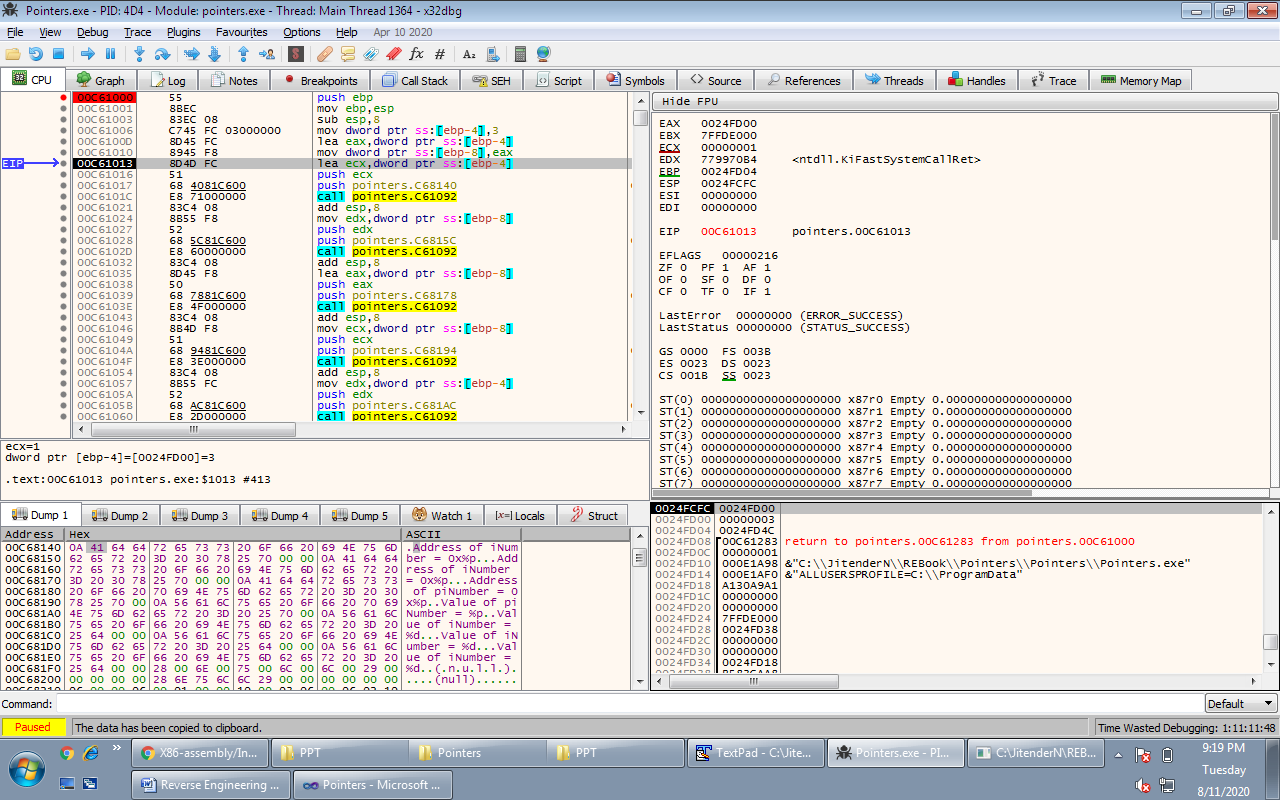 Pointers.exe - PID: 4D4 - Module: pointers.exe - Thread: Main Thread 1364 - x32dbg
File View Debug Trace Plugins Favourites Options Help Apr 10 2020
CPU Graph Log Notes Breakpoints Call Stack SEH Script Symbols Source References Threads Handles Trace Memory Map
00C61000 55 push ebp
00C61001 8BEC mov ebp,esp
00C61003 83EC 08 sub esp,8
00C61006 C745 FC 03000000 mov dword ptr ss:[ebp-4],3
00C6100D 8D45 FC lea eax,dword ptr ss:[ebp-4]
00C61010 8945 F8 mov dword ptr ss:[ebp-8],eax
EIP 00C61013 8D4D FC lea ecx,dword ptr ss:[ebp-4]
00C61016 51 push ecx
00C61017 68 4081C600 push pointers.C68140
00C6101C E8 71000000 call pointers.C61092
00C61021 83C4 08 add esp,8
00C61024 8B55 F8 mov edx,dword ptr ss:[ebp-8]
00C61027 52 push edx
00C61028 68 5C81C600 push pointers.C6815C
00C6102D E8 60000000 call pointers.C61092
00C61032 83C4 08 add esp,8
00C61035 8D45 F8 lea eax,dword ptr ss:[ebp-8]
00C61038 50 push eax
00C61039 68 7881C600 push pointers.C68178
00C6103E E8 4F000000 call pointers.C61092
00C61043 83C4 08 add esp,8
00C61046 8B4D F8 mov ecx,dword ptr ss:[ebp-8]
00C61049 51 push ecx
00C6104A 68 9481C600 push pointers.C68194
00C6104F E8 3E000000 call pointers.C61092
00C61054 83C4 08 add esp,8
00C61057 8B55 FC mov edx,dword ptr ss:[ebp-4]
00C6105A 52 push edx
00C6105B 68 AC81C600 push pointers.C681AC
00C61060 E8 2D000000 call pointers.C61092
ecx=1
dword ptr [ebp-4]=[0024FD00]=3
.text:00C61013 pointers.exe:$1013 #413
Hide FPU
EAX 0024FD00
EBX 7FFDE000
ECX 00000001
EDX 779970B4 <ntdll.KiFastSystemCallRet>
EBP 0024FD04
ESP 0024FCFC
ESI 00000000
EDI 00000000
EIP 00C61013 pointers.00C61013
EFLAGS 00000216
ZF 0 PF 1 AF 1
OF 0 SF 0 DF 0
CF 0 TF 0 IF 1
LastError 00000000 (ERROR_SUCCESS)
LastStatus 00000000 (STATUS_SUCCESS)
GS 0000 FS 003B
ES 0023 DS 0023
CS 001B SS 0023
ST(0) 00000000000000000000 x87r0 Empty 0.000000000000000000
ST(1) 00000000000000000000 x87r1 Empty 0.000000000000000000
ST(2) 00000000000000000000 x87r2 Empty 0.000000000000000000
ST(3) 00000000000000000000 x87r3 Empty 0.000000000000000000
ST(4) 00000000000000000000 x87r4 Empty 0.000000000000000000
ST(5) 00000000000000000000 x87r5 Empty 0.000000000000000000
ST(6) 00000000000000000000 x87r6 Empty 0.000000000000000000
ST(7) 00000000000000000000 x87r7 Empty 0.000000000000000000
Dump 1 Dump 2 Dump 3 Dump 4 Dump 5 Watch 1 [x=] Locals Struct
Address Hex ASCII
00C68140 0A 41 64 64 72 65 73 73 20 6F 66 20 69 4E 75 6D .Address of iNum
00C68150 62 65 72 20 3D 20 30 78 25 70 00 00 0A 41 64 64 ber = 0x%p...Add
00C68160 72 65 73 73 20 6F 66 20 69 4E 75 6D 62 65 72 20 ress of iNumber
00C68170 3D 20 30 78 25 70 00 00 0A 41 64 64 72 65 73 73 = 0x%p...Address
00C68180 20 6F 66 20 70 69 4E 75 6D 62 65 72 20 3D 20 30 of piNumber = 0
00C68190 78 25 70 00 0A 56 61 6C 75 65 20 6F 66 20 70 69 x%p..Value of pi
00C681A0 4E 75 6D 62 65 72 20 3D 20 25 70 00 0A 56 61 6C Number = %p..Val
00C681B0 75 65 20 6F 66 20 69 4E 75 6D 62 65 72 20 3D 20 ue of iNumber =
00C681C0 25 64 00 00 0A 56 61 6C 75 65 20 6F 66 20 69 4E %d...Value of iN
00C681D0 75 6D 62 65 72 20 3D 20 25 64 00 00 0A 56 61 6C umber = %d...Val
00C681E0 75 65 20 6F 66 20 69 4E 75 6D 62 65 72 20 3D 20 ue of iNumber =
00C681F0 25 64 00 00 28 00 6E 00 75 00 6C 00 6C 00 29 00 %d..(.n.u.l.l.).
00C68200 00 00 00 00 28 6E 75 6C 6C 29 00 00 00 00 00 00 ....(null)......
0024FCFC 0024FD00
0024FD00 00000003
0024FD04 0024FD4C
0024FD08 00C61283 return to pointers.00C61283 from pointers.00C61000
0024FD0C 00000001
0024FD10 000E1A98 &"C:\\JitenderN\\REBook\\Pointers\\Pointers\\Pointers.exe"
0024FD14 000E1AF0 &"ALLUSERSPROFILE=C:\\ProgramData"
0024FD18 A130A9A1
0024FD1C 00000000
0024FD20 00000000
0024FD24 7FFDE000
0024FD28 0024FD38
0024FD2C 00000000
0024FD30 00000000
0024FD34 0024FD18
Command: Default
Paused The data has been copied to clipboard. Time Wasted Debugging: 1:11:11:48
X86-assembly/In... PPT Pointers PPT TextPad - C:\Jite... Pointers.exe - PI... C:\JitenderN\REB...
Reverse Engineering ... Pointers - Microsoft ...
9:19 PM
Tuesday
8/11/2020